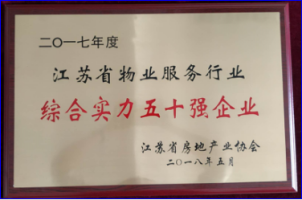 二〇一七年度
江苏省物业服务行业
综合实力五十强企业
江苏省房地产业协会
二〇一八年五月